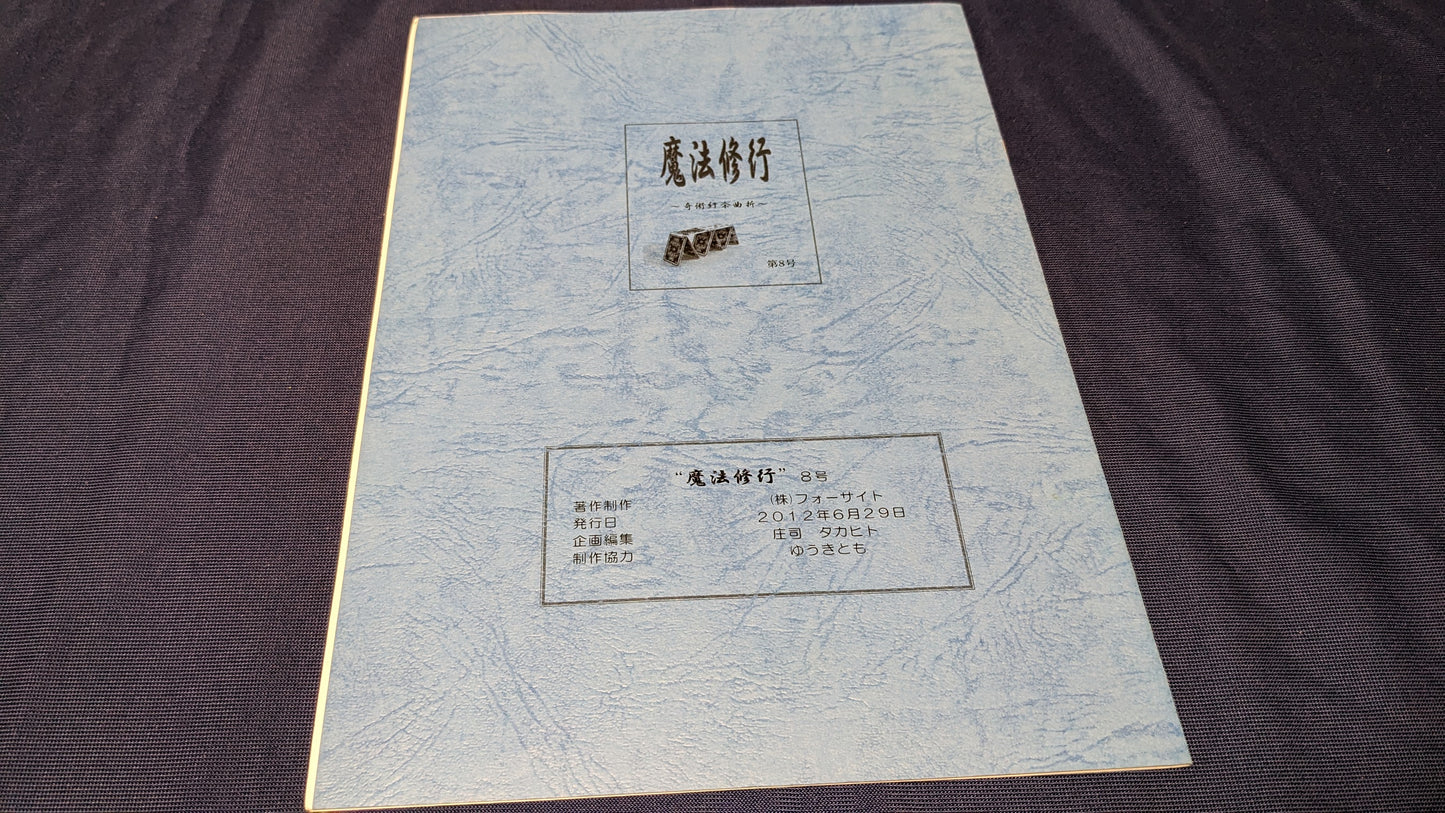 魔法修行
～奇術紆余曲折～
第8号
“魔法修行” ８号
著作制作 (株)フォーサイト
発行日 ２０１２年６月２９日
企画編集 庄司 タカヒト
制作協力 ゆうきとも